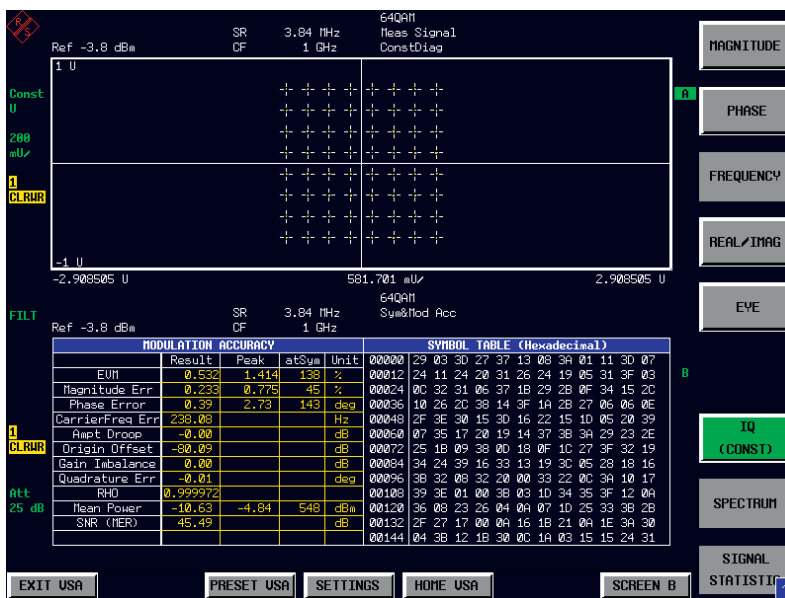 R/S
64QAM
SR 3.84 MHz Meas Signal
Ref -3.8 dBm CF 1 GHz ConstDiag
1 U
Const
U
200
mU/
1
CLRWR
A
-1 U
-2.908505 U 581.701 mU/ 2.908505 U
64QAM
FILT SR 3.84 MHz Sym&Mod Acc
Ref -3.8 dBm CF 1 GHz
MODULATION ACCURACY SYMBOL TABLE (Hexadecimal)
Result Peak atSym Unit 00000 29 03 3D 27 37 13 08 3A 01 11 3D 07
EVM 0.532 1.414 138 % 00012 24 11 24 20 31 26 24 19 05 31 3F 03
Magnitude Err 0.233 0.775 45 % 00024 0C 32 31 06 37 1B 29 2B 0F 34 15 2C
Phase Error 0.39 2.73 143 deg 00036 10 26 2C 38 14 3F 1A 2B 27 06 06 0E
CarrierFreq Err 238.08 Hz 00048 2F 3E 30 15 3D 16 22 15 1D 05 20 39
Ampt Droop -0.00 dB 00060 07 35 17 20 19 14 37 3B 3A 29 23 2E
Origin Offset -80.09 dB 00072 25 1B 09 38 0D 18 0F 1C 27 3F 32 19
Gain Imbalance 0.00 dB 00084 34 24 39 16 33 13 19 3C 05 28 18 16
Quadrature Err -0.01 deg 00096 3B 32 08 32 20 00 33 22 0C 3A 10 17
RHO 0.999972 00108 39 3E 01 00 3B 03 1D 34 35 3F 12 0A
Mean Power -10.63 -4.84 548 dBm 00120 36 08 23 26 04 0A 07 1D 25 33 3B 2B
SNR (MER) 45.49 dB 00132 2F 27 17 00 0A 16 1B 21 0A 1E 3A 30
00144 04 3B 12 1B 30 0C 1A 03 15 15 24 31
B
1
CLRWR
Att
25 dB
MAGNITUDE
PHASE
FREQUENCY
REAL/IMAG
EYE
IQ
(CONST)
SPECTRUM
SIGNAL
STATISTIC
EXIT VSA PRESET VSA SETTINGS HOME VSA SCREEN B